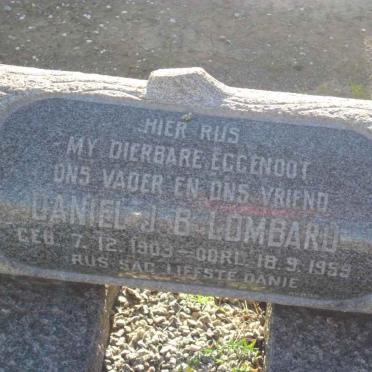 HIER RUS
MY DIERBARE EGGENOOT
ONS VADER EN ONS VRIEND
DANIEL J. B. LOMBARD
GEB. 7.12.1903 – OORL. 18.9.1959
RUS SAG LIEFSTE DANIE